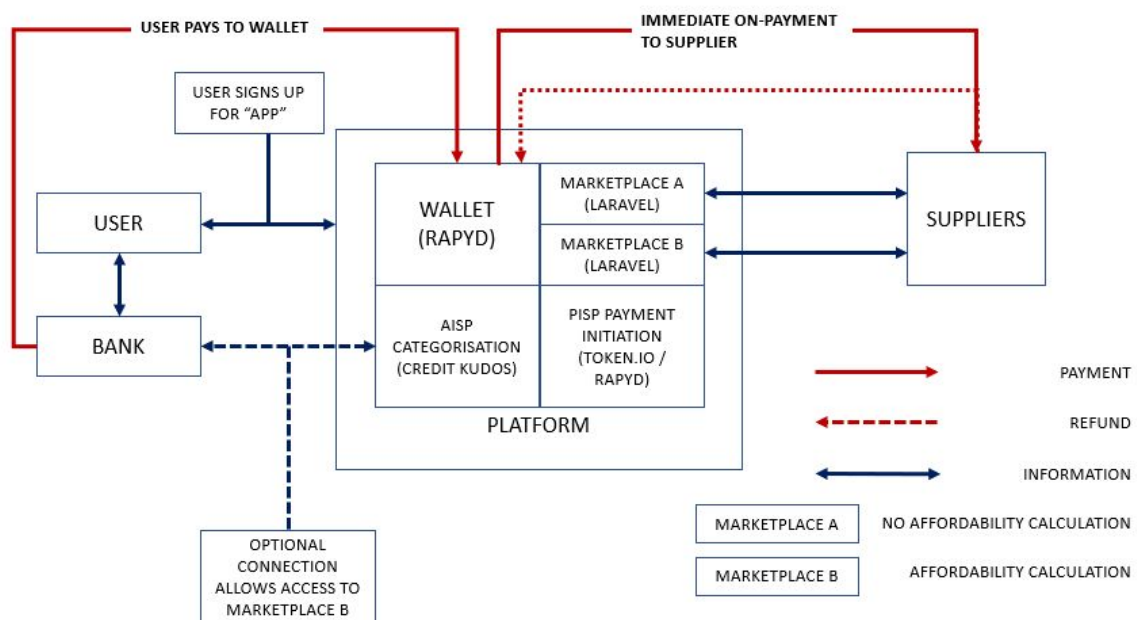 USER PAYS TO WALLET
IMMEDIATE ON-PAYMENT
TO SUPPLIER
USER SIGNS UP
FOR “APP”
USER
BANK
WALLET
(RAPYD)
MARKETPLACE A
(LARAVEL)
MARKETPLACE B
(LARAVEL)
AISP
CATEGORISATION
(CREDIT KUDOS)
PISP PAYMENT
INITIATION
(TOKEN.IO /
RAPYD)
PLATFORM
SUPPLIERS
OPTIONAL
CONNECTION
ALLOWS ACCESS TO
MARKETPLACE B
PAYMENT
REFUND
INFORMATION
MARKETPLACE A
NO AFFORDABILITY CALCULATION
MARKETPLACE B
AFFORDABILITY CALCULATION